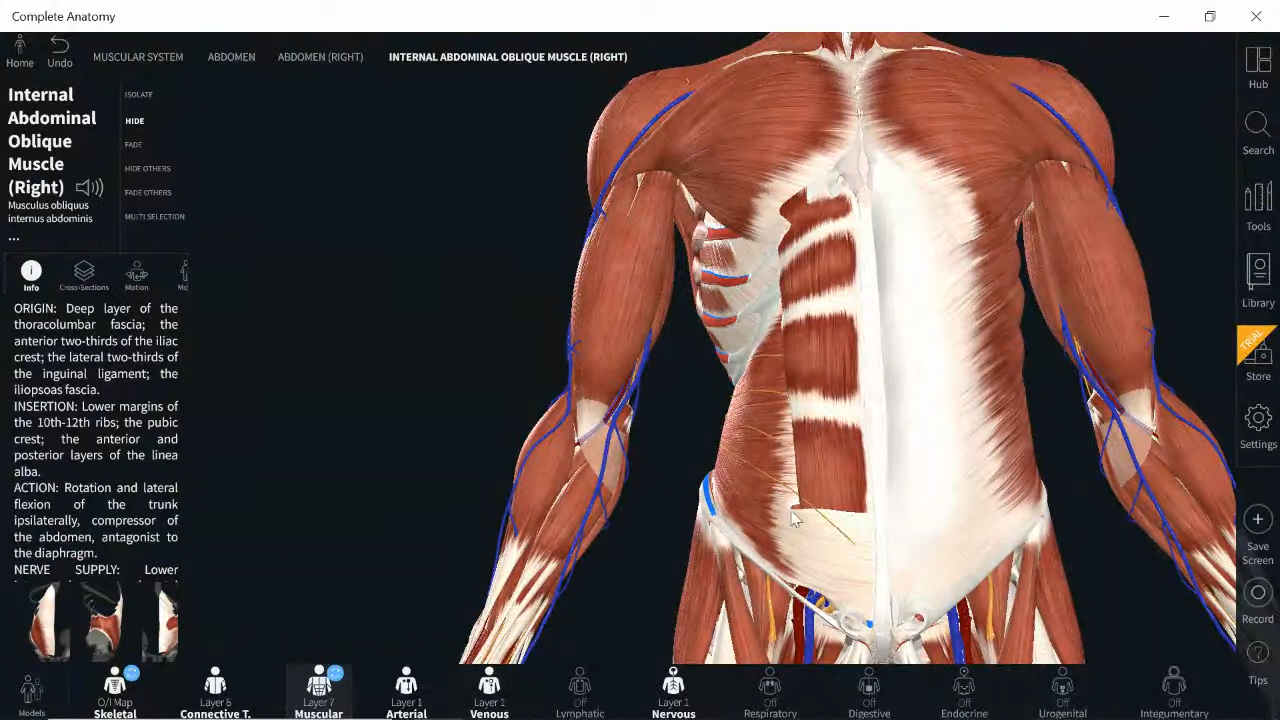 Complete Anatomy
Home
Undo
MUSCULAR SYSTEM
ABDOMEN
ABDOMEN (RIGHT)
INTERNAL ABDOMINAL OBLIQUE MUSCLE (RIGHT)
Internal
Abdominal
Oblique
Muscle
(Right)
Musculus obliquus
internus abdominis
...
ISOLATE
HIDE
FADE
HIDE OTHERS
FADE OTHERS
MULTI SELECTION
Info
Cross-Sections
Motion
ORIGIN: Deep layer of the
thoracolumbar fascia; the
anterior two-thirds of the iliac
crest; the lateral two-thirds of
the inguinal ligament; the
iliopsoas fascia.
INSERTION: Lower margins of
the 10th-12th ribs; the pubic
crest; the anterior and
posterior layers of the linea
alba.
ACTION: Rotation and lateral
flexion of the trunk
ipsilaterally, compressor of
the abdomen, antagonist to
the diaphragm.
NERVE SUPPLY: Lower
Hub
Search
Tools
Library
TRIAL
Store
Settings
Save
Screen
Record
Tips
Models
O/I Map
Skeletal
Layer 6
Connective T.
Layer 7
Muscular
Layer 1
Arterial
Layer 1
Venous
Off
Lymphatic
Layer 1
Nervous
Off
Respiratory
Off
Digestive
Off
Endocrine
Off
Urogenital
Off
Integumentary